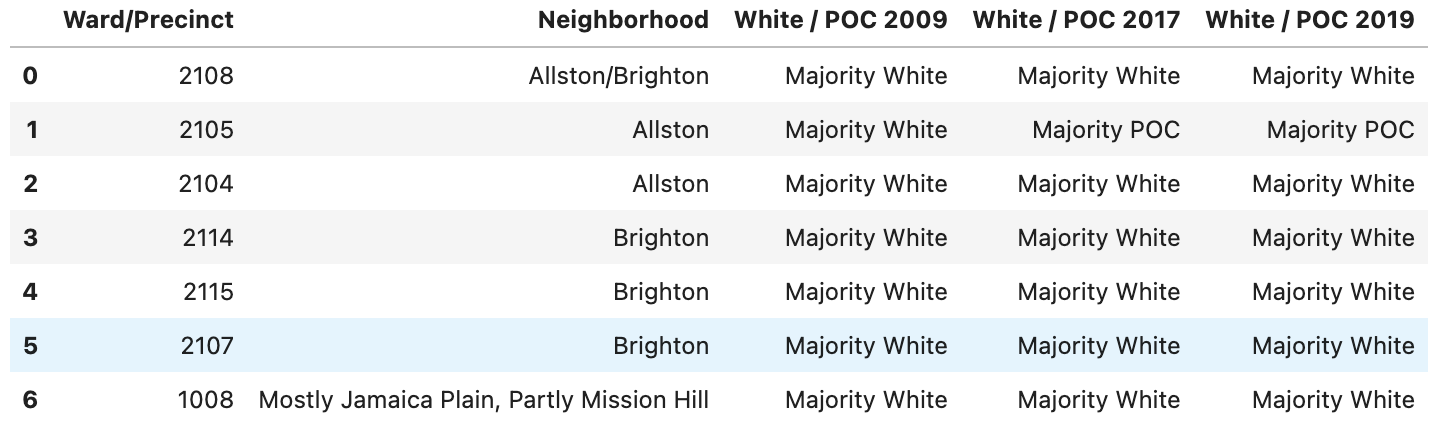 Ward/Precinct Neighborhood White / POC 2009 White / POC 2017 White / POC 2019
0 2108 Allston/Brighton Majority White Majority White Majority White
1 2105 Allston Majority White Majority POC Majority POC
2 2104 Allston Majority White Majority White Majority White
3 2114 Brighton Majority White Majority White Majority White
4 2115 Brighton Majority White Majority White Majority White
5 2107 Brighton Majority White Majority White Majority White
6 1008 Mostly Jamaica Plain, Partly Mission Hill Majority White Majority White Majority White